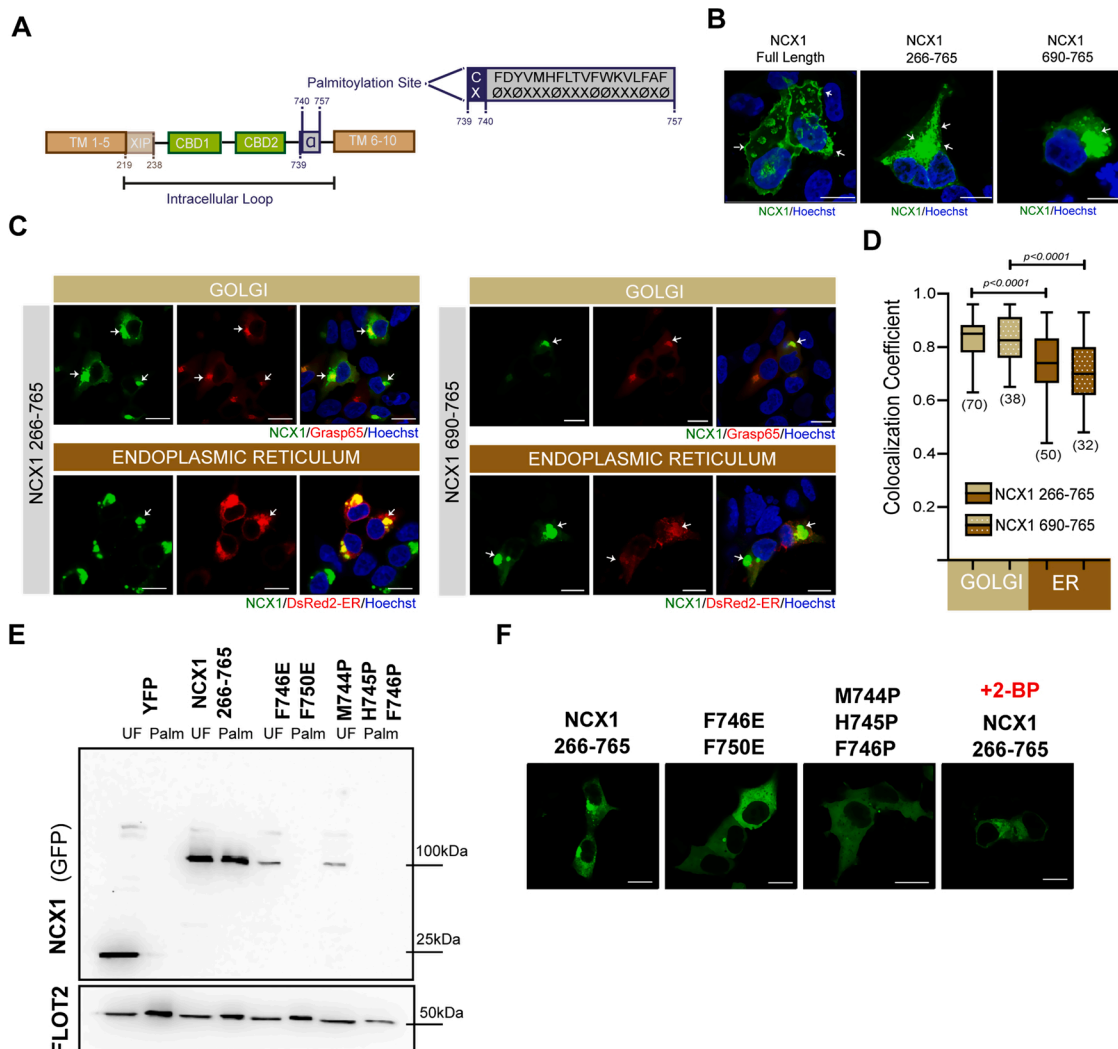 A
Palmitoylation Site
C FDYVMHFLTVFWKVLFAF
X ØXØXXXØXXXØØXXXØXØ
739 740 757
740 757
TM 1-5 XIP CBD1 CBD2 α TM 6-10
219 238 739
Intracellular Loop
B
NCX1 Full Length
NCX1 266-765
NCX1 690-765
NCX1/Hoechst
NCX1/Hoechst
NCX1/Hoechst
C
NCX1 266-765
GOLGI
NCX1/Grasp65/Hoechst
ENDOPLASMIC RETICULUM
NCX1/DsRed2-ER/Hoechst
NCX1 690-765
GOLGI
NCX1/Grasp65/Hoechst
ENDOPLASMIC RETICULUM
NCX1/DsRed2-ER/Hoechst
D
p<0.0001
p<0.0001
Colocalization Coefficient
1.0
0.8
0.6
0.4
0.2
(70) (38) (50) (32)
NCX1 266-765
NCX1 690-765
GOLGI ER
E
YFP
NCX1 266-765
F746E F750E
M744P H745P F746P
UF Palm UF Palm UF Palm UF Palm
NCX1 (GFP)
100kDa
25kDa
FLOT2
50kDa
F
NCX1 266-765
F746E F750E
M744P H745P F746P
+2-BP
NCX1 266-765